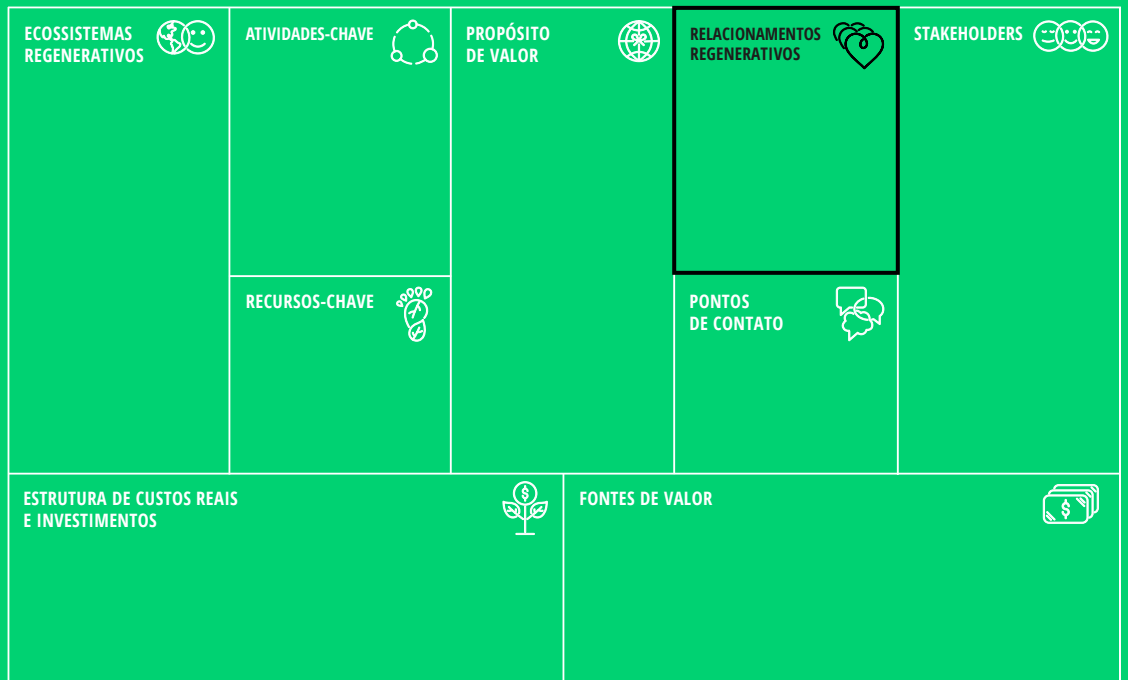 ECOSSISTEMAS
REGENERATIVOS
ATIVIDADES-CHAVE
PROPÓSITO
DE VALOR
RELACIONAMENTOS
REGENERATIVOS
STAKEHOLDERS
RECURSOS-CHAVE
PONTOS
DE CONTATO
ESTRUTURA DE CUSTOS REAIS
E INVESTIMENTOS
$
FONTES DE VALOR
$